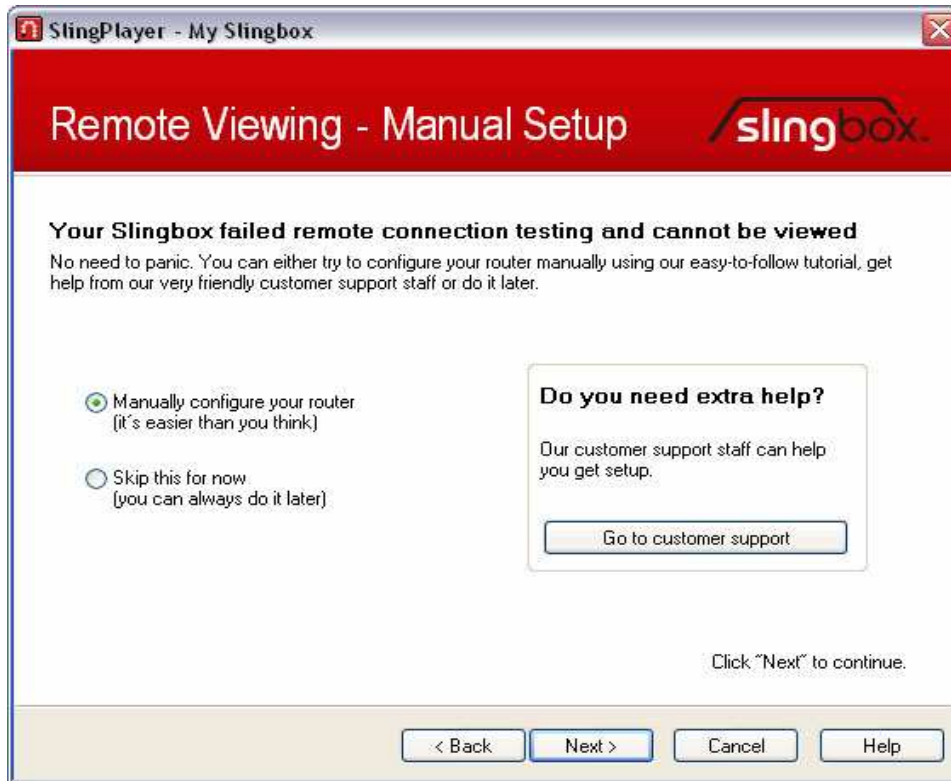 SlingPlayer - My Slingbox
Remote Viewing - Manual Setup
slingbox™
Your Slingbox failed remote connection testing and cannot be viewed
No need to panic. You can either try to configure your router manually using our easy-to-follow tutorial, get
help from our very friendly customer support staff or do it later.
Manually configure your router
(it´s easier than you think)
Skip this for now
(you can always do it later)
Do you need extra help?
Our customer support staff can help
you get setup.
Go to customer support
Click "Next" to continue.
< Back
Next >
Cancel
Help